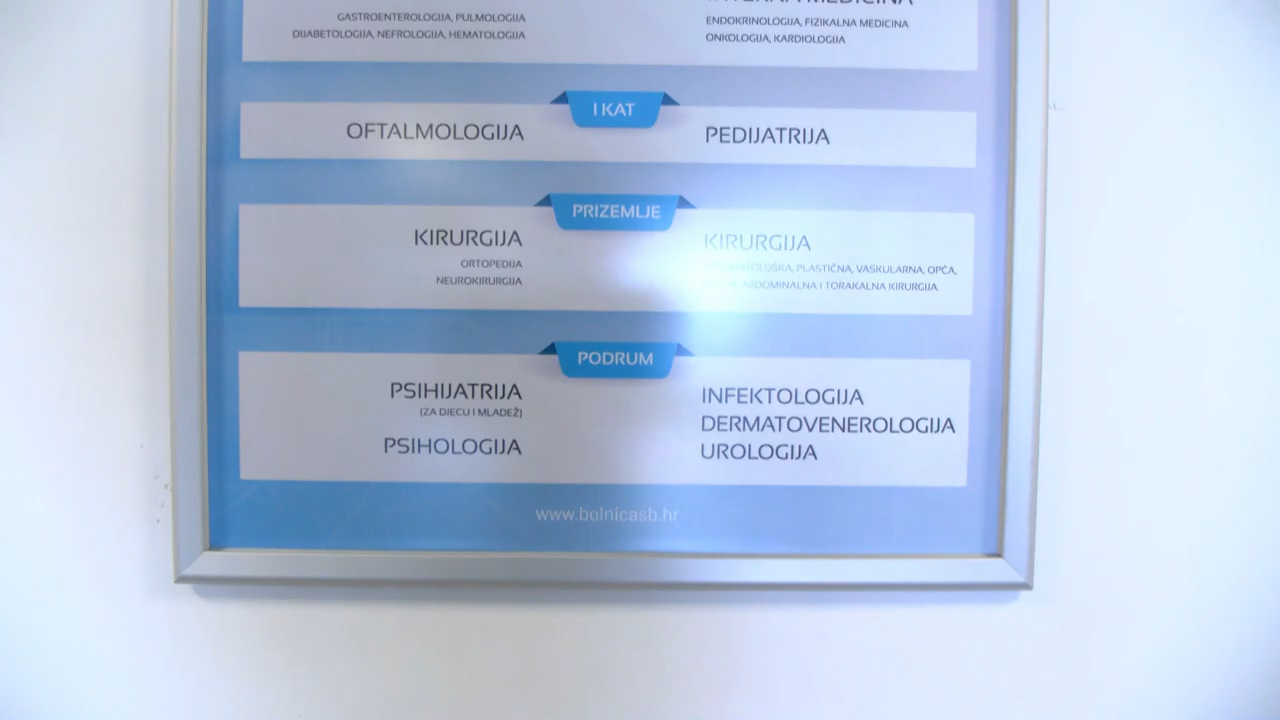 GASTROENTEROLOGIJA, PULMOLOGIJA
DIJABETOLOGIJA, NEFROLOGIJA, HEMATOLOGIJA
MEDICINA
ENDOKRINOLOGIJA, FIZIKALNA MEDICINA
ONKOLOGIJA, KARDIOLOGIJA
I KAT
OFTALMOLOGIJA
PEDIJATRIJA
PRIZEMLJE
KIRURGIJA
ORTOPEDIJA
NEUROKIRURGIJA
KIRURGIJA
PLASTIČNA, VASKULARNA, OPĆA,
ABDOMINALNA I TORAKALNA KIRURGIJA
PODRUM
PSIHIJATRIJA
(ZA DJECU I MLADEŽ)
PSIHOLOGIJA
INFEKTOLOGIJA
DERMATOVENEROLOGIJA
UROLOGIJA
www.bolnicasb.hr